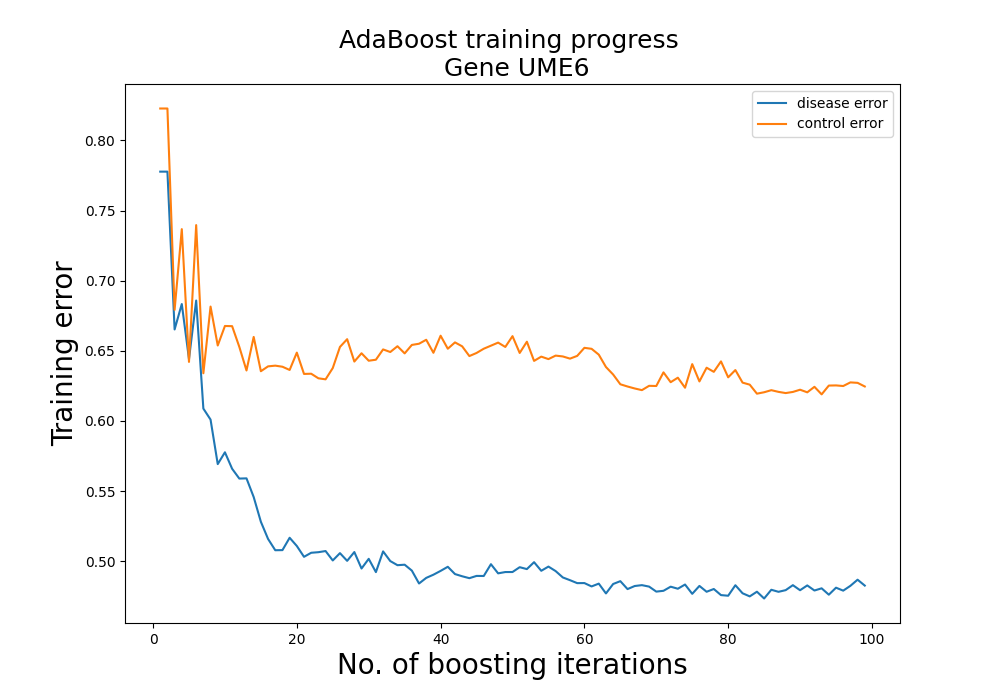 AdaBoost training progress
Gene UME6
disease error
control error
Training error
0.80
0.75
0.70
0.65
0.60
0.55
0.50
0
20
40
60
80
100
No. of boosting iterations